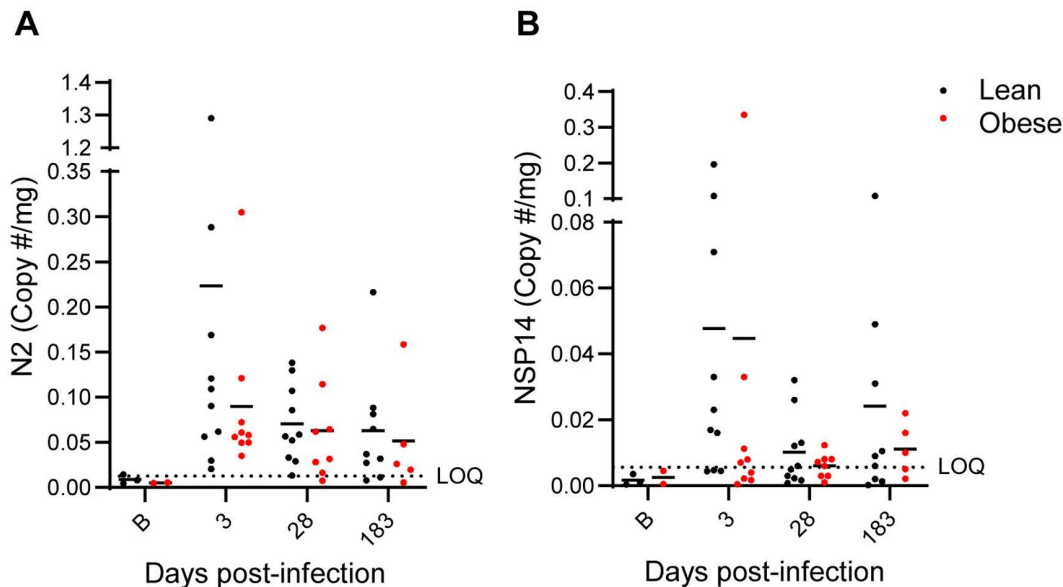 A
N2 (Copy #/mg)
1.4
1.3
1.2
0.35
0.30
0.25
0.20
0.15
0.10
0.05
0.00
LOQ
B
3
28
183
Days post-infection
B
NSP14 (Copy #/mg)
0.4
0.3
0.2
0.1
0.08
0.06
0.04
0.02
0.00
LOQ
B
3
28
183
Days post-infection
Lean
Obese